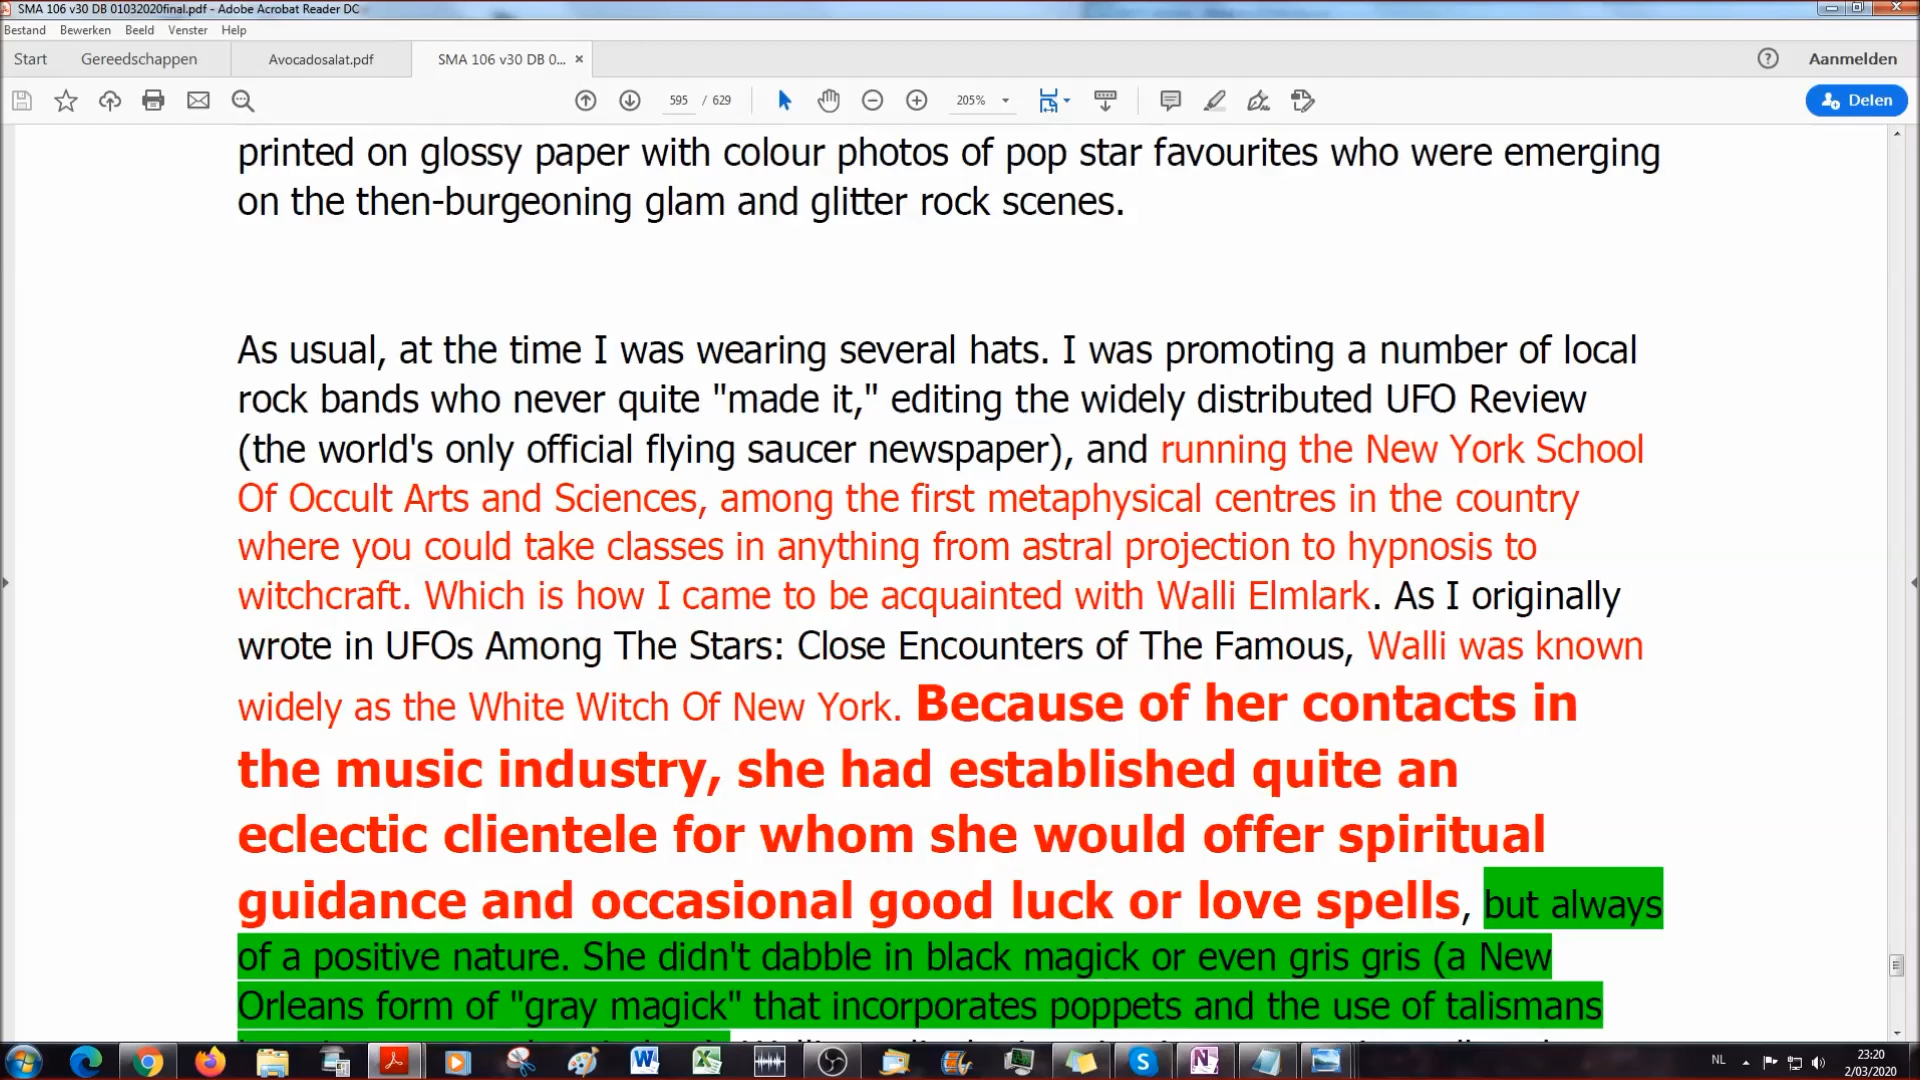 SMA 106 v30 DB 01032020final.pdf - Adobe Acrobat Reader DC
Bestand Bewerken Beeld Venster Help
Start Gereedschappen Avocadosalat.pdf SMA 106 v30 DB 0... × Aanmelden
595 / 629 205% Delen
printed on glossy paper with colour photos of pop star favourites who were emerging
on the then-burgeoning glam and glitter rock scenes.
As usual, at the time I was wearing several hats. I was promoting a number of local
rock bands who never quite "made it," editing the widely distributed UFO Review
(the world's only official flying saucer newspaper), and running the New York School
Of Occult Arts and Sciences, among the first metaphysical centres in the country
where you could take classes in anything from astral projection to hypnosis to
witchcraft. Which is how I came to be acquainted with Walli Elmlark. As I originally
wrote in UFOs Among The Stars: Close Encounters of The Famous, Walli was known
widely as the White Witch Of New York. Because of her contacts in
the music industry, she had established quite an
eclectic clientele for whom she would offer spiritual
guidance and occasional good luck or love spells, but always
of a positive nature. She didn't dabble in black magick or even gris gris (a New
Orleans form of "gray magick" that incorporates poppets and the use of talismans
NL 23:20
2/03/2020